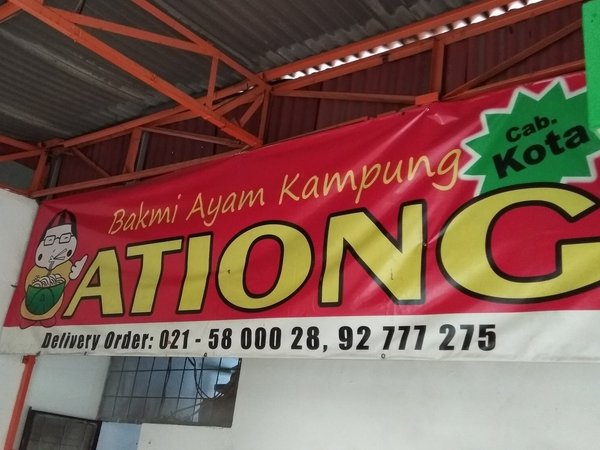 Cab.
Kota
Bakmi Ayam Kampung
ATIONG
Delivery Order: 021 - 58 000 28, 92 777 275